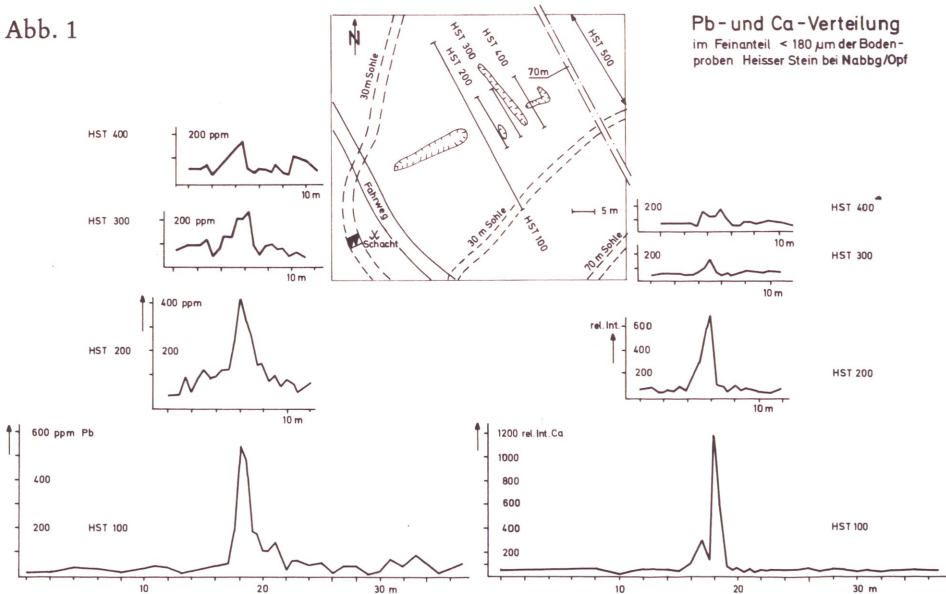 Abb. 1
Pb- und Ca-Verteilung
im Feinanteil < 180 µm der Boden-
proben Heisser Stein bei Nabbg/Opf
N
30m Sohle
HST 200
HST 300
HST 400
70m
HST 500
Fahrweg
Schacht
30 m Sohle
HST 100
70 m Sohle
5 m
HST 400
200 ppm
10 m
HST 300
200 ppm
10 m
HST 200
400 ppm
200
10 m
600 ppm Pb
400
200
HST 100
10
20
30 m
200
HST 400
10 m
200
HST 300
10 m
rel. Int.
600
400
200
HST 200
10 m
1200 rel. Int. Ca
1000
800
600
400
200
HST 100
10
20
30 m